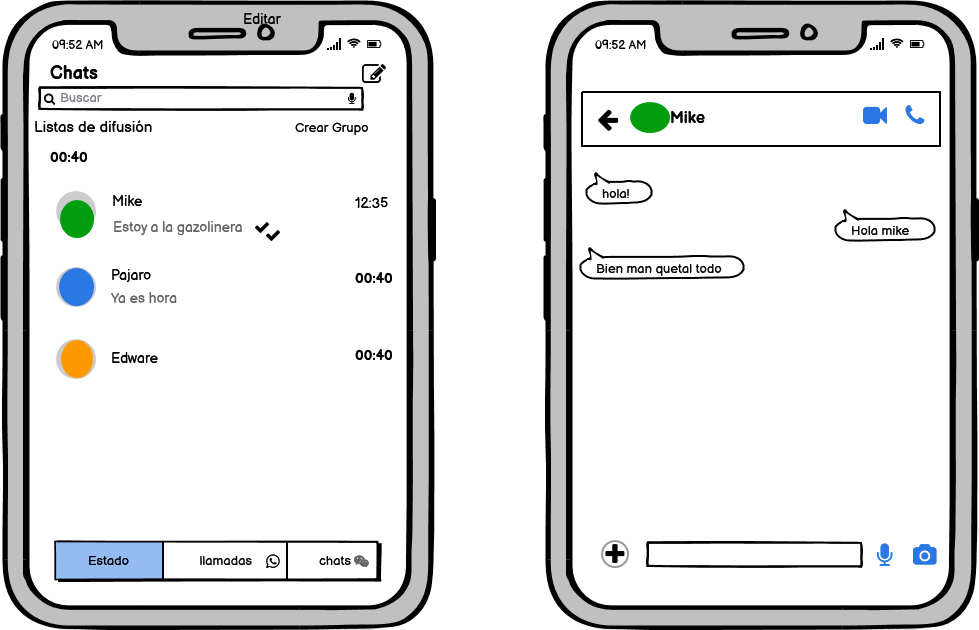 Editar
09:52 AM
Chats
Buscar
Listas de difusión
Crear Grupo
00:40
Mike
12:35
Estoy a la gazolinera
Pajaro
00:40
Ya es hora
Edware
00:40
Estado
llamadas
chats
09:52 AM
Mike
hola!
Hola mike
Bien man quetal todo